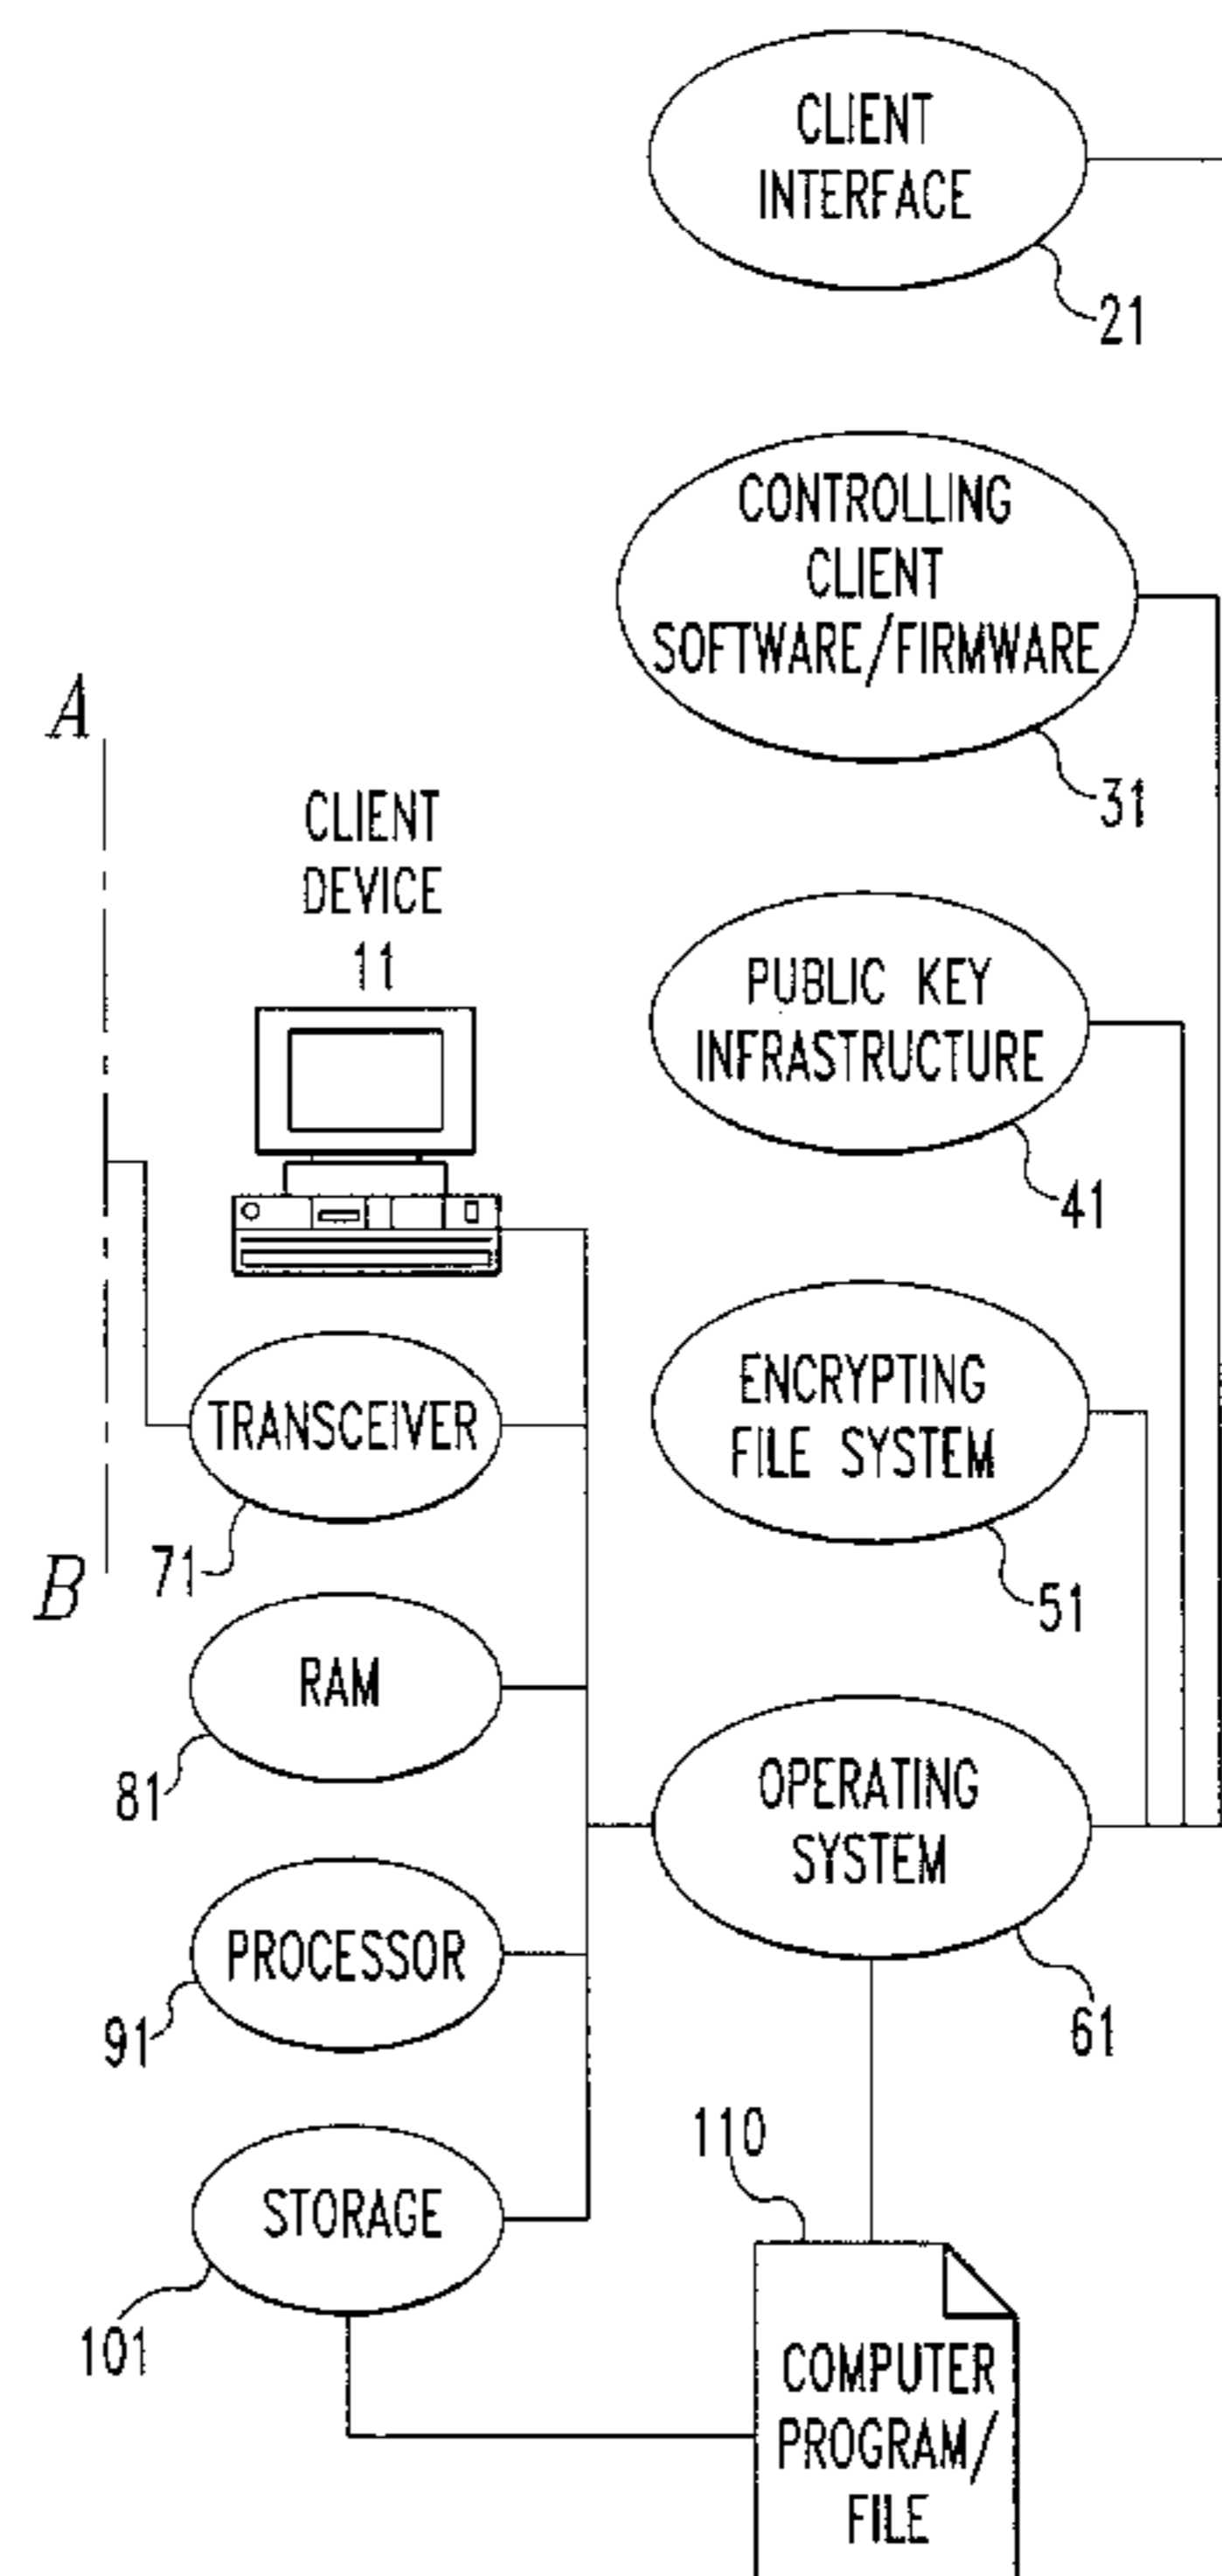 CLIENT
INTERFACE
21
CONTROLLING
CLIENT
SOFTWARE/FIRMWARE
31
A
CLIENT
DEVICE
11
PUBLIC KEY
INFRASTRUCTURE
41
ENCRYPTING
FILE SYSTEM
51
TRANSCEIVER
71
B
RAM
81
OPERATING
SYSTEM
61
PROCESSOR
91
110
STORAGE
101
COMPUTER
PROGRAM/
FILE